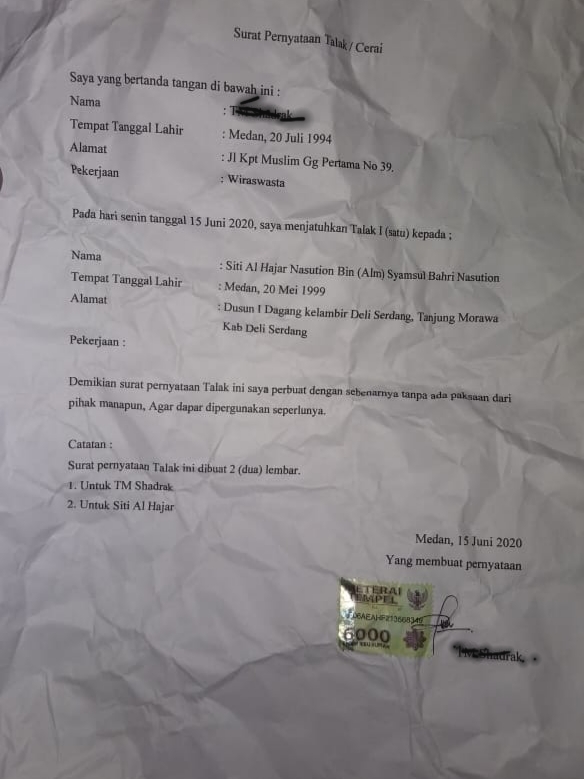 Surat Pernyataan Talak / Cerai
Saya yang bertanda tangan di bawah ini :
Nama :
Tempat Tanggal Lahir : Medan, 20 Juli 1994
Alamat : Jl Kpt Muslim Gg Pertama No 39.
Pekerjaan : Wiraswasta
Pada hari senin tanggal 15 Juni 2020, saya menjatuhkan Talak I (satu) kepada ;
Nama : Siti Al Hajar Nasution Bin (Alm) Syamsul Bahri Nasution
Tempat Tanggal Lahir : Medan, 20 Mei 1999
Alamat : Dusun I Dagang kelambir Deli Serdang, Tanjung Morawa
Kab Deli Serdang
Pekerjaan :
Demikian surat pernyataan Talak ini saya perbuat dengan sebenarnya tanpa ada paksaan dari
pihak manapun, Agar dapat dipergunakan seperlunya.
Catatan :
Surat pernyataan Talak ini dibuat 2 (dua) lembar.
1. Untuk TM Shadrak
2. Untuk Siti Al Hajar
Medan, 15 Juni 2020
Yang membuat pernyataan
METERAI
TEMPEL
6000